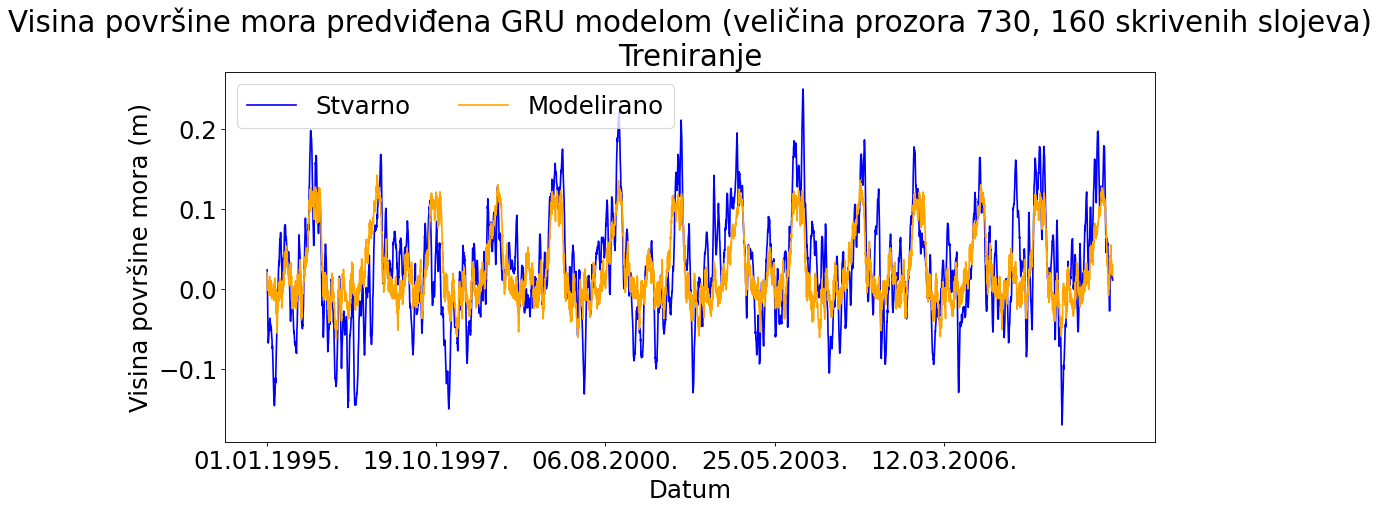 Visina površine mora predviđena GRU modelom (veličina prozora 730, 160 skrivenih slojeva)
Treniranje
Stvarno Modelirano
Visina površine mora (m)
0.2
0.1
0.0
−0.1
01.01.1995. 19.10.1997. 06.08.2000. 25.05.2003. 12.03.2006.
Datum